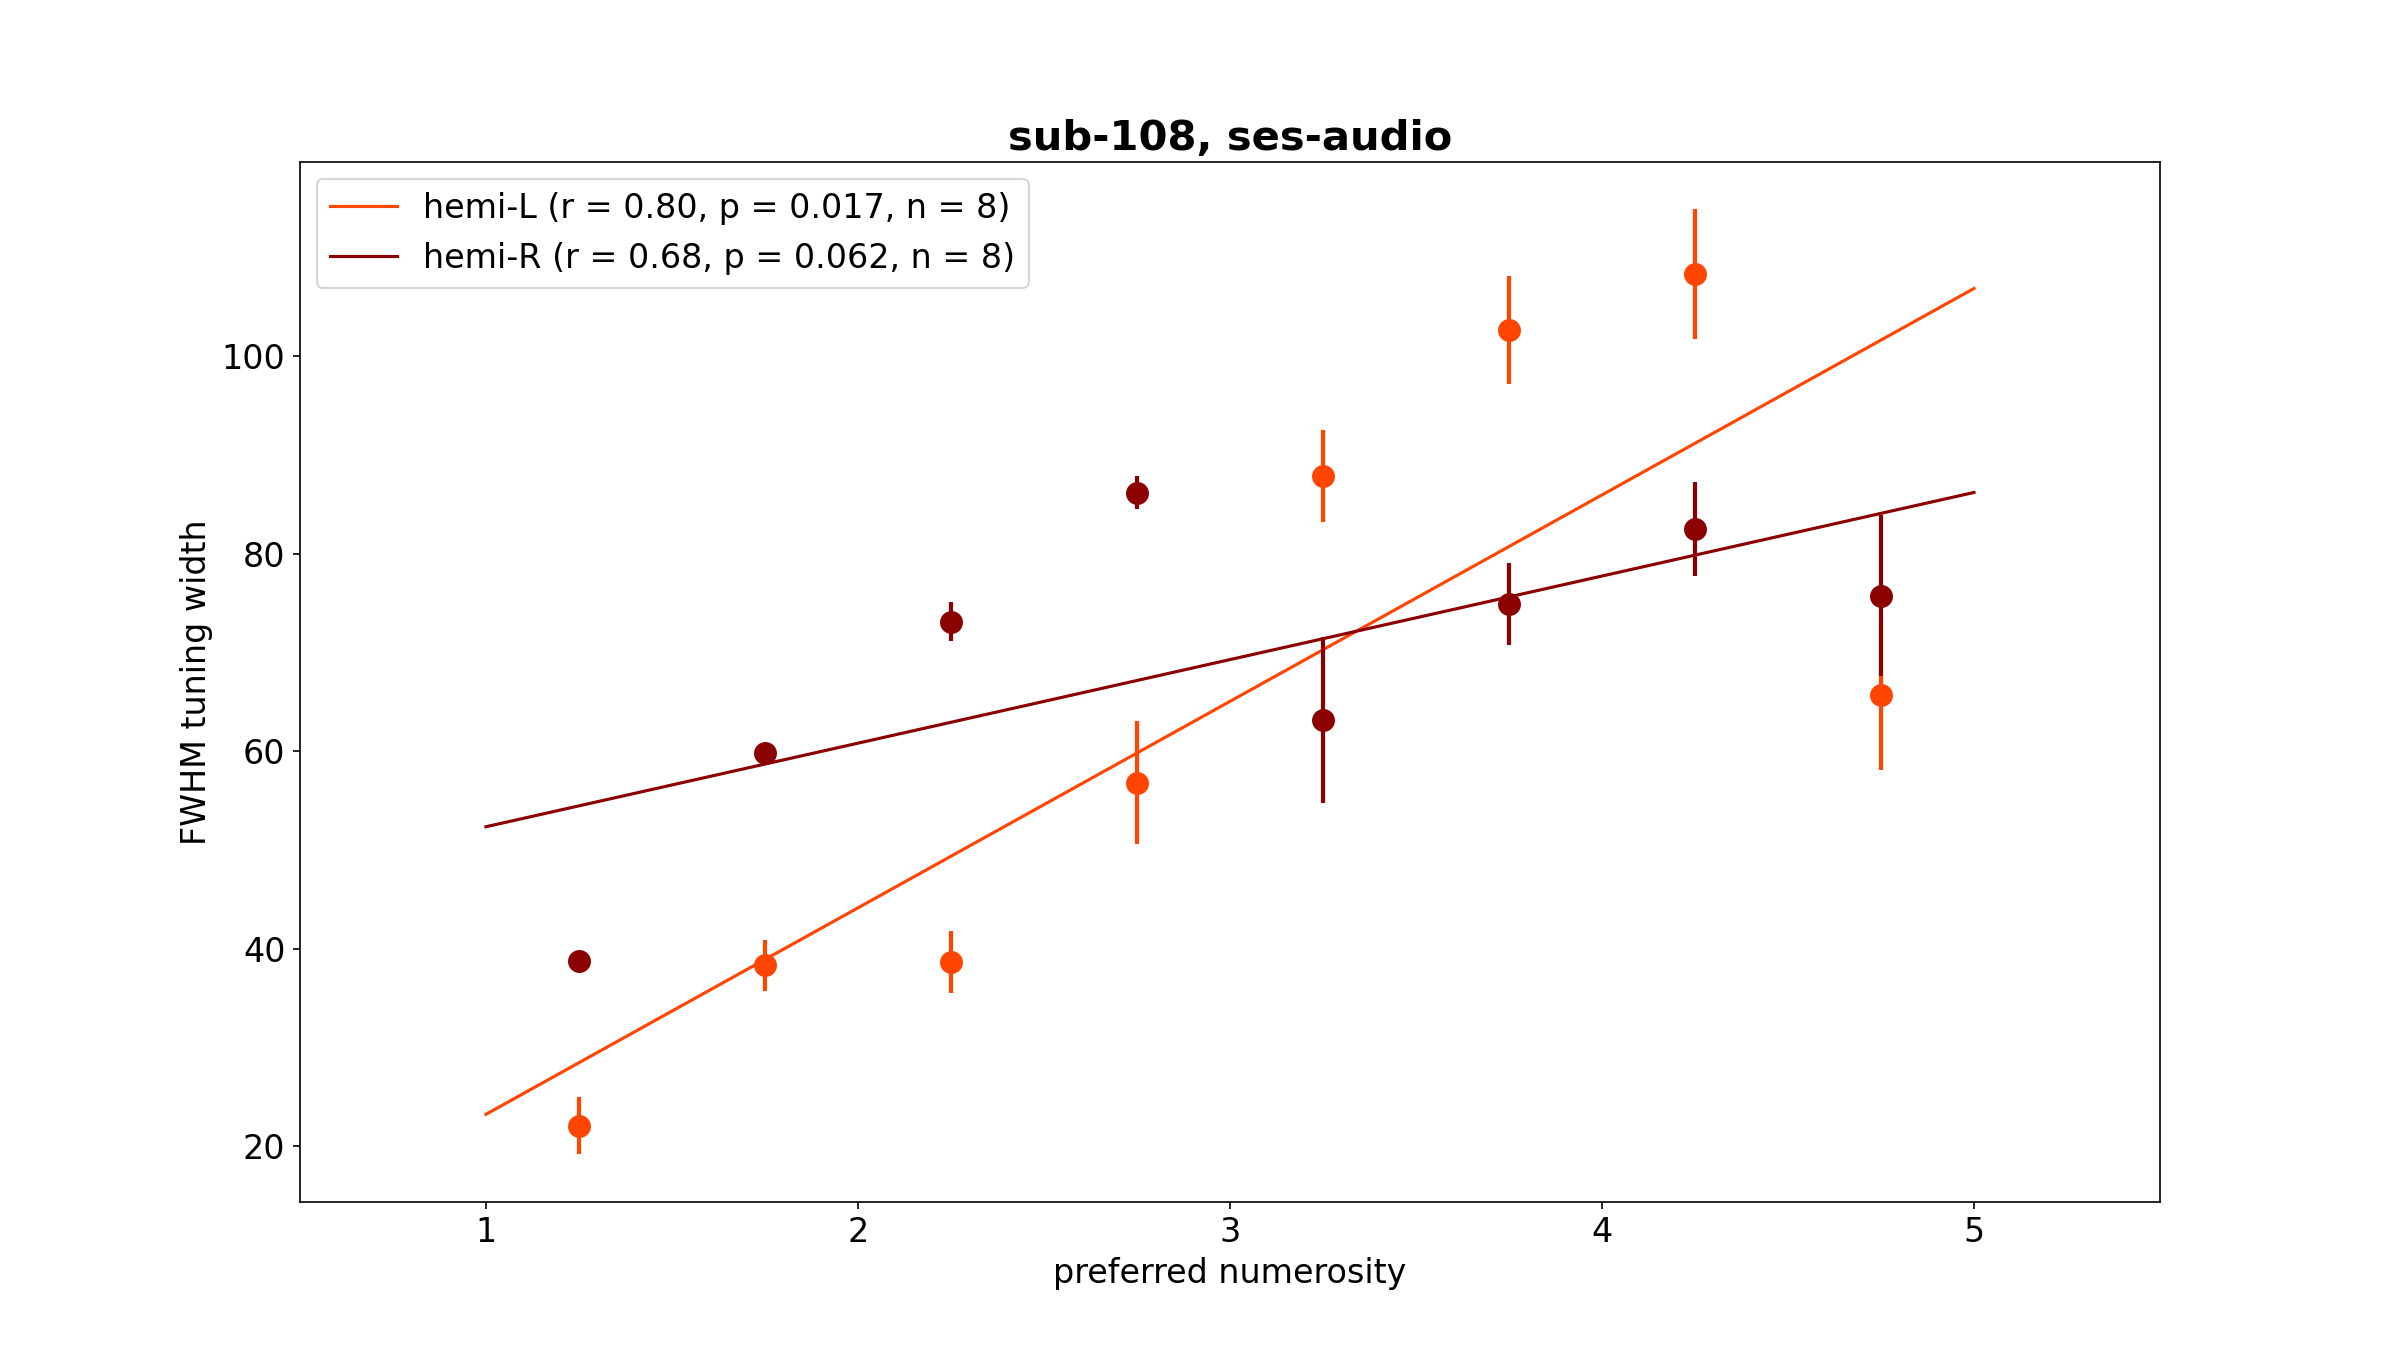 sub-108, ses-audio
hemi-L (r = 0.80, p = 0.017, n = 8)
hemi-R (r = 0.68, p = 0.062, n = 8)
FWHM tuning width
100
80
60
40
20
1 2 3 4 5
preferred numerosity